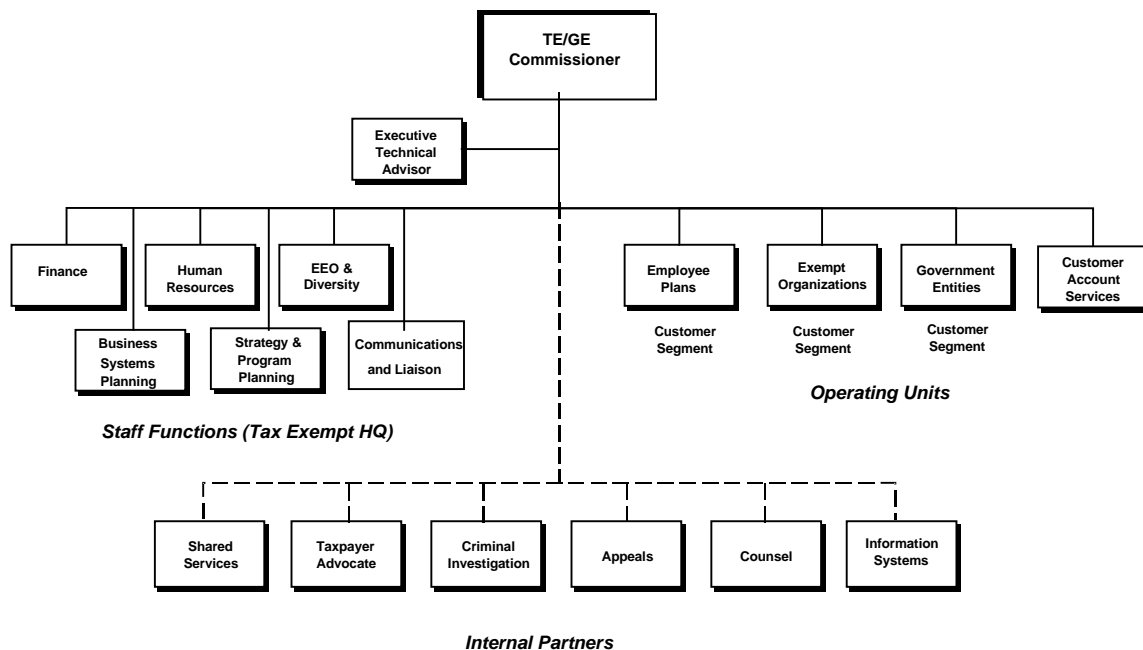 TE/GE
Commissioner
Executive
Technical
Advisor
Finance
Human
Resources
EEO &
Diversity
Business
Systems
Planning
Strategy &
Program
Planning
Communications
and Liaison
Staff Functions (Tax Exempt HQ)
Employee
Plans
Customer
Segment
Exempt
Organizations
Customer
Segment
Government
Entities
Customer
Segment
Customer
Account
Services
Operating Units
Shared
Services
Taxpayer
Advocate
Criminal
Investigation
Appeals
Counsel
Information
Systems
Internal Partners